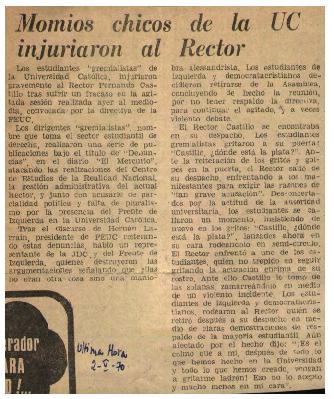 Momios chicos de la UC
injuriaron al Rector
Los estudiantes "gremialistas" de
la Universidad Católica, injuriaron
gravemente al Rector Fernando Cas-
tillo tras sufrir un fracaso en la agi-
tada sesión realizada ayer al medio-
día, convocada por la directiva de la
FEUC.
Los dirigentes "gremialistas", nom-
bre que toma el sector estudiantil de
derecha, realizaron una serie de pu-
blicaciones bajo el título de "Denun-
cias", en el diario "El Mercurio"
atacando las realizaciones del Centro
de Estudios de la Realidad Nacional,
la gestión administrativa del actual
Rector, y junto con acusarle de par-
cialidad política y falta de pluralis-
mo por la presencia del Frente de
Izquierda en la Universidad Católica.
Tras el discurso de Hernán La-
rraín, presidente de FEUC reiteran-
do estas denuncias, habló un repre-
sentante de la JDC, y del Frente de
Izquierda, quienes destruyeron las
argumentaciones señalando que ellas
no eran otra cosa sino una manio-
bra alessandrista. Los estudiantes de
izquierda y democratacristianos de-
cidieron retirarse de la Asamblea,
concluyendo de hecho la reunión,
por no tener respaldo la directiva,
para continuar el agitado, y a veces
violento debate.
El Rector Castillo se encontraba
en su despacho. Los estudiantes
gremialistas gritaron a su puerta:
"Castillo, ¿dónde está la plata?". An-
te la reiteración de los gritos y gol-
pes en la puerta, el Rector salió de
su despacho, enfrentando a los ma-
nifestantes para exigir las razones de
"tan grave acusación". Desconcerta-
dos por la actitud de la autoridad
universitaria, los estudiantes se ca-
llaron un momento, insistiendo de
nuevo en los gritos: "Castillo, ¿dónde
está la plata?", lanzados ahora en
su cara rodeándolo en semi-círculo.
El Rector enfrentó a uno de los es-
tudiantes, quien no trepidó en seguir
gritando la acusación encima de su
rostro. Ante ello Castillo le tomó de
las solapas zamarreándolo en medio
de un violento incidente. Los estu-
diantes de izquierda y democratacris-
tianos, rodearon al Rector quien se
retiró después a su despacho en me-
dio de claras demostraciones de res-
paldo de la mayoría estudiantil. Aún
afectado por el hecho dijo: "Es el
colmo que a mí, después de todo lo
que hemos hecho en la Universidad
y todo lo que hemos creado, vengan
a gritarme ladrón! Eso no lo acepto
y mucho menos en mi cara".
Ultima Hora
2-V-70
erador
ARA